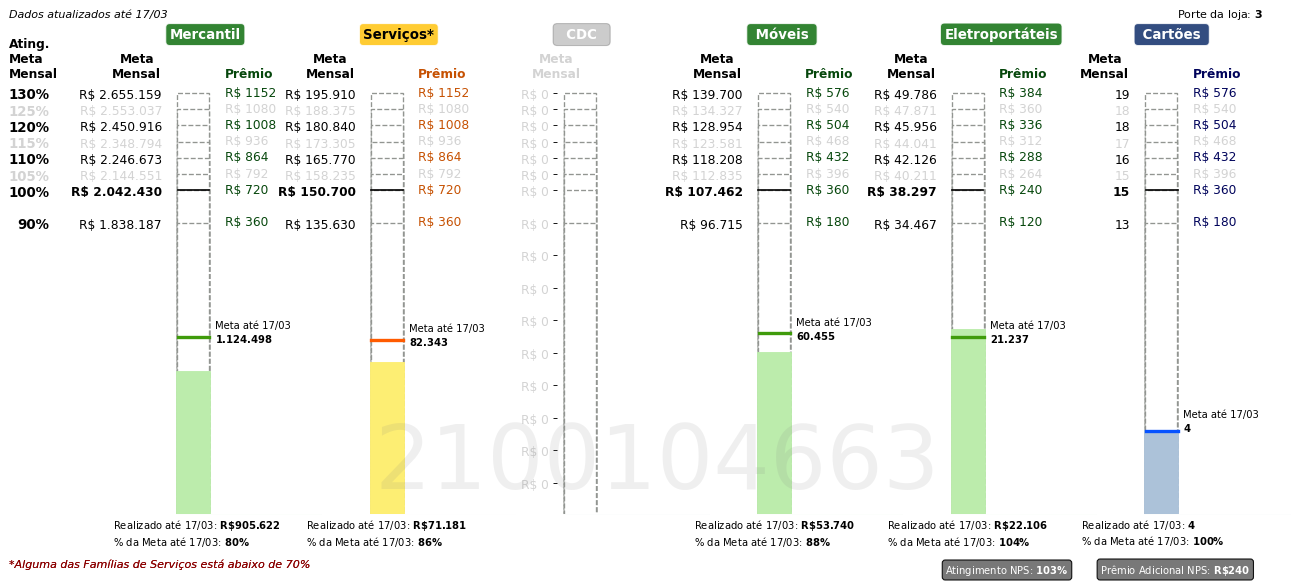 Dados atualizados até 17/03
Porte da loja: 3
Mercantil Serviços* CDC Móveis Eletroportáteis Cartões
Ating. Meta Mensal
Meta Mensal Prêmio Meta Mensal Prêmio Meta Mensal Meta Mensal Prêmio Meta Mensal Prêmio Meta Mensal Prêmio
130% R$ 2.655.159 R$ 1152 R$ 195.910 R$ 1152 R$ 0 R$ 139.700 R$ 576 R$ 49.786 R$ 384 19 R$ 576
125% R$ 2.553.037 R$ 1080 R$ 188.375 R$ 1080 R$ 0 R$ 134.327 R$ 540 R$ 47.871 R$ 360 18 R$ 540
120% R$ 2.450.916 R$ 1008 R$ 180.840 R$ 1008 R$ 0 R$ 128.954 R$ 504 R$ 45.956 R$ 336 18 R$ 504
115% R$ 2.348.794 R$ 936 R$ 173.305 R$ 936 R$ 0 R$ 123.581 R$ 468 R$ 44.041 R$ 312 17 R$ 468
110% R$ 2.246.673 R$ 864 R$ 165.770 R$ 864 R$ 0 R$ 118.208 R$ 432 R$ 42.126 R$ 288 16 R$ 432
105% R$ 2.144.551 R$ 792 R$ 158.235 R$ 792 R$ 0 R$ 112.835 R$ 396 R$ 40.211 R$ 264 15 R$ 396
100% R$ 2.042.430 R$ 720 R$ 150.700 R$ 720 R$ 0 R$ 107.462 R$ 360 R$ 38.297 R$ 240 15 R$ 360
90% R$ 1.838.187 R$ 360 R$ 135.630 R$ 360 R$ 0 R$ 96.715 R$ 180 R$ 34.467 R$ 120 13 R$ 180
R$ 0
R$ 0
R$ 0
R$ 0
R$ 0
R$ 0
R$ 0
R$ 0
Meta até 17/03
1.124.498
Meta até 17/03
82.343
Meta até 17/03
60.455
Meta até 17/03
21.237
Meta até 17/03
4
2100104663
Realizado até 17/03: R$905.622
% da Meta até 17/03: 80%
Realizado até 17/03: R$71.181
% da Meta até 17/03: 86%
Realizado até 17/03: R$53.740
% da Meta até 17/03: 88%
Realizado até 17/03: R$22.106
% da Meta até 17/03: 104%
Realizado até 17/03: 4
% da Meta até 17/03: 100%
*Alguma das Famílias de Serviços está abaixo de 70%
Atingimento NPS: 103%
Prêmio Adicional NPS: R$240